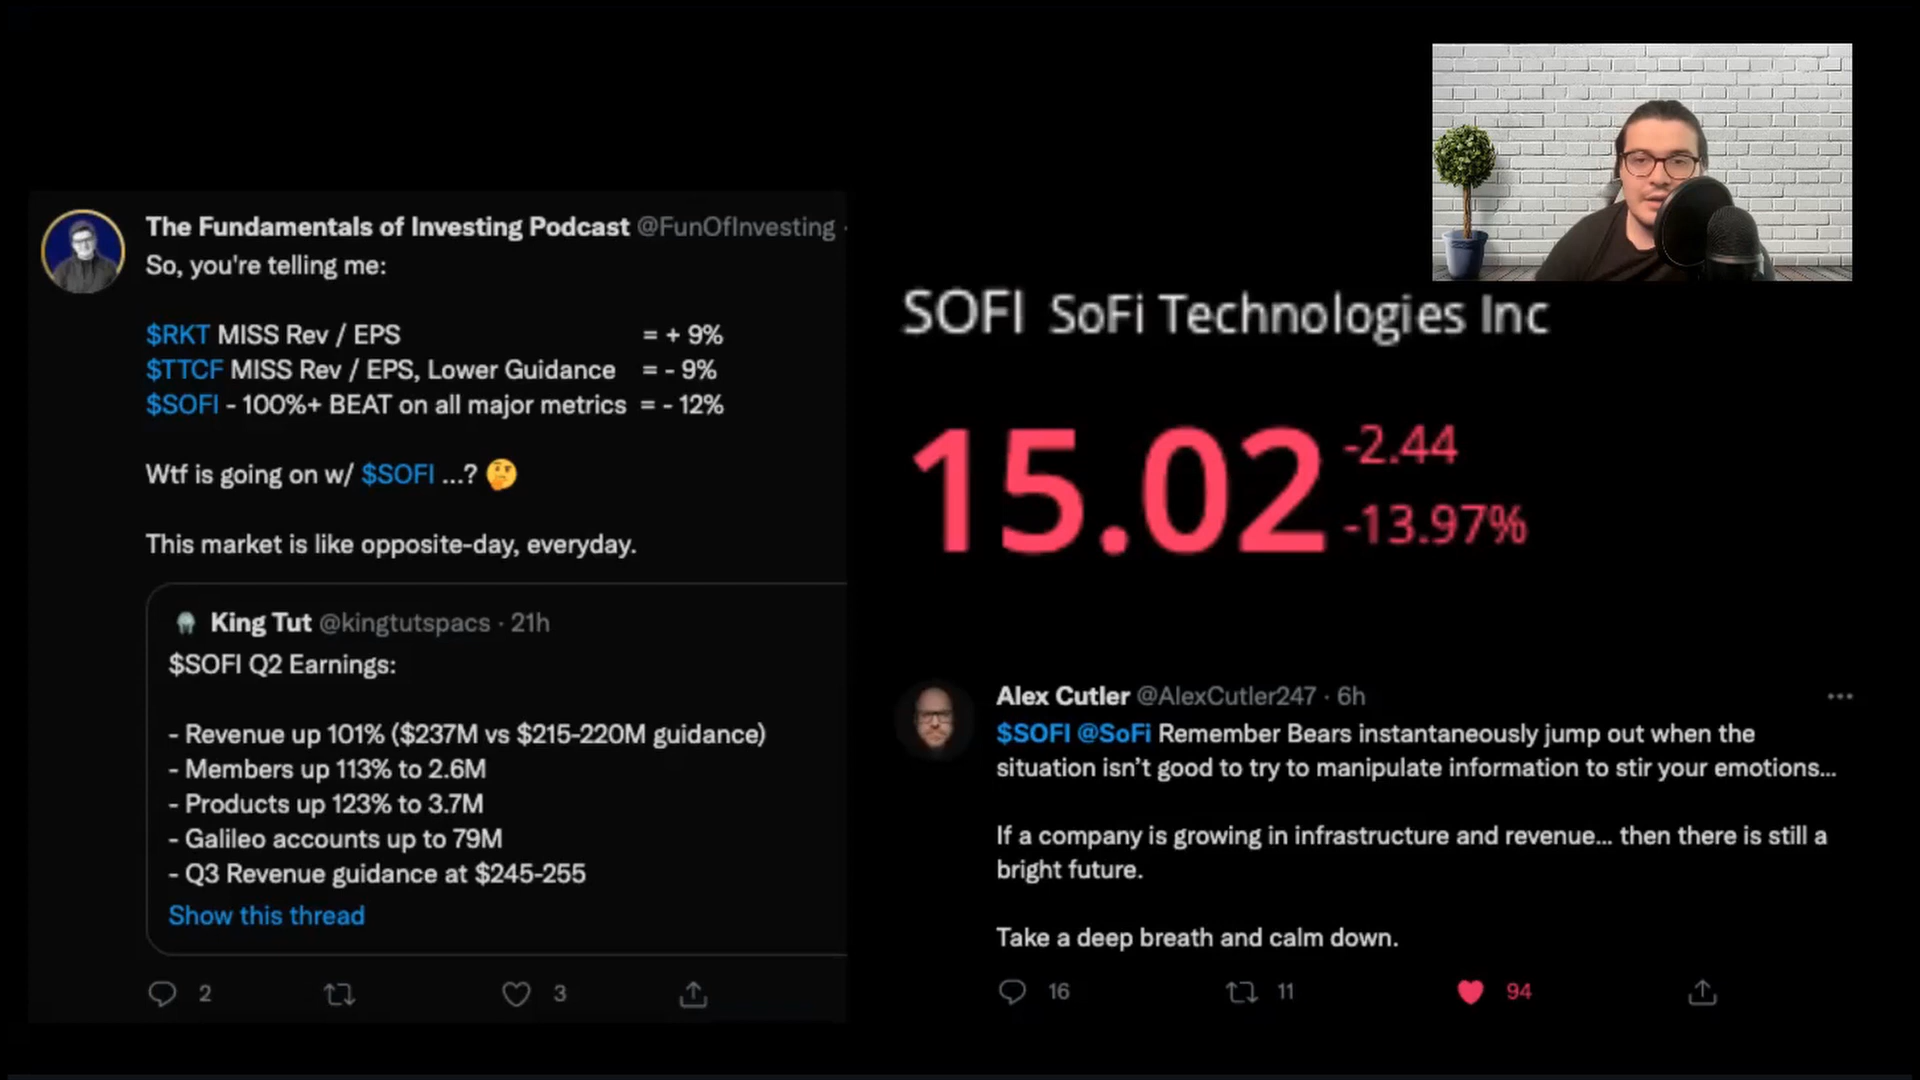 The Fundamentals of Investing Podcast @FunOfInvesting ·
So, you're telling me:
$RKT MISS Rev / EPS = + 9%
$TTCF MISS Rev / EPS, Lower Guidance = - 9%
$SOFI - 100%+ BEAT on all major metrics = - 12%
Wtf is going on w/ $SOFI ...? 🤔
This market is like opposite-day, everyday.
King Tut @kingtutspacs · 21h
$SOFI Q2 Earnings:
- Revenue up 101% ($237M vs $215-220M guidance)
- Members up 113% to 2.6M
- Products up 123% to 3.7M
- Galileo accounts up to 79M
- Q3 Revenue guidance at $245-255
Show this thread
2 3
SOFI SoFi Technologies Inc
15.02 -2.44
-13.97%
Alex Cutler @AlexCutler247 · 6h
$SOFI @SoFi Remember Bears instantaneously jump out when the
situation isn't good to try to manipulate information to stir your emotions...
If a company is growing in infrastructure and revenue... then there is still a
bright future.
Take a deep breath and calm down.
16 11 94